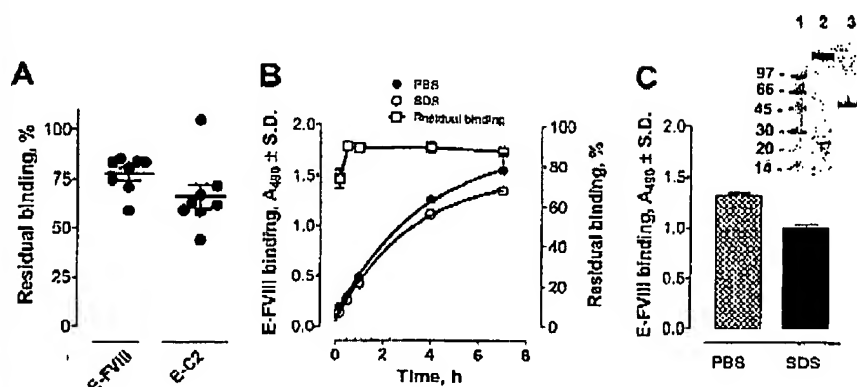 A
Residual binding, %
100
75
50
25
0
E-FVIII
E-C2
B
PBS
SDS
Residual binding
E-FVIII binding, A490 ± S.D.
2.0
1.5
1.0
0.5
0.0
0 2 4 6 8
Time, h
100
80
60
40
20
0
Residual binding, %
C
1 2 3
97
66
45
30
20
14
E-FVIII binding, A490 ± S.D.
2.0
1.5
1.0
0.5
0.0
PBS
SDS